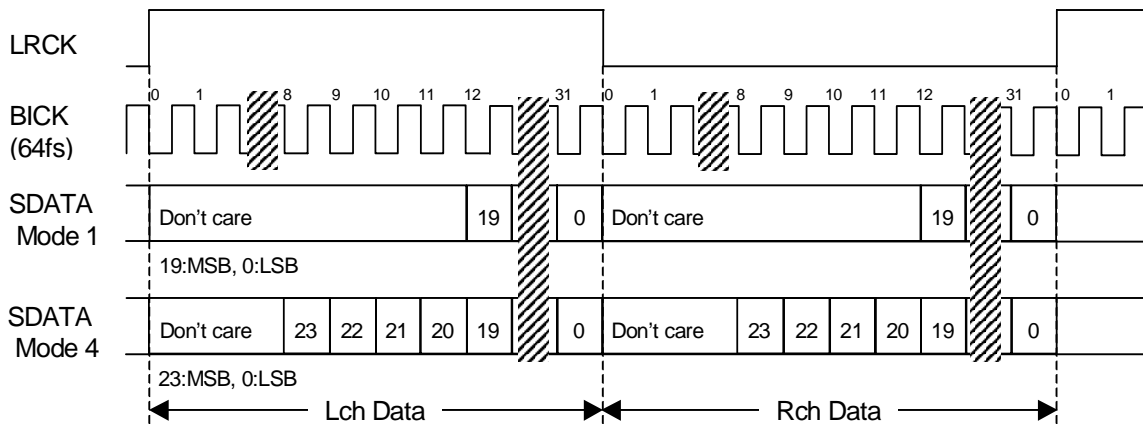 LRCK
BICK
(64fs)
0 1 8 9 10 11 12 31 0 1 8 9 10 11 12 31 0 1
SDATA
Mode 1
Don't care 19 0 Don't care 19 0
19:MSB, 0:LSB
SDATA
Mode 4
Don't care 23 22 21 20 19 0 Don't care 23 22 21 20 19 0
23:MSB, 0:LSB
Lch Data Rch Data